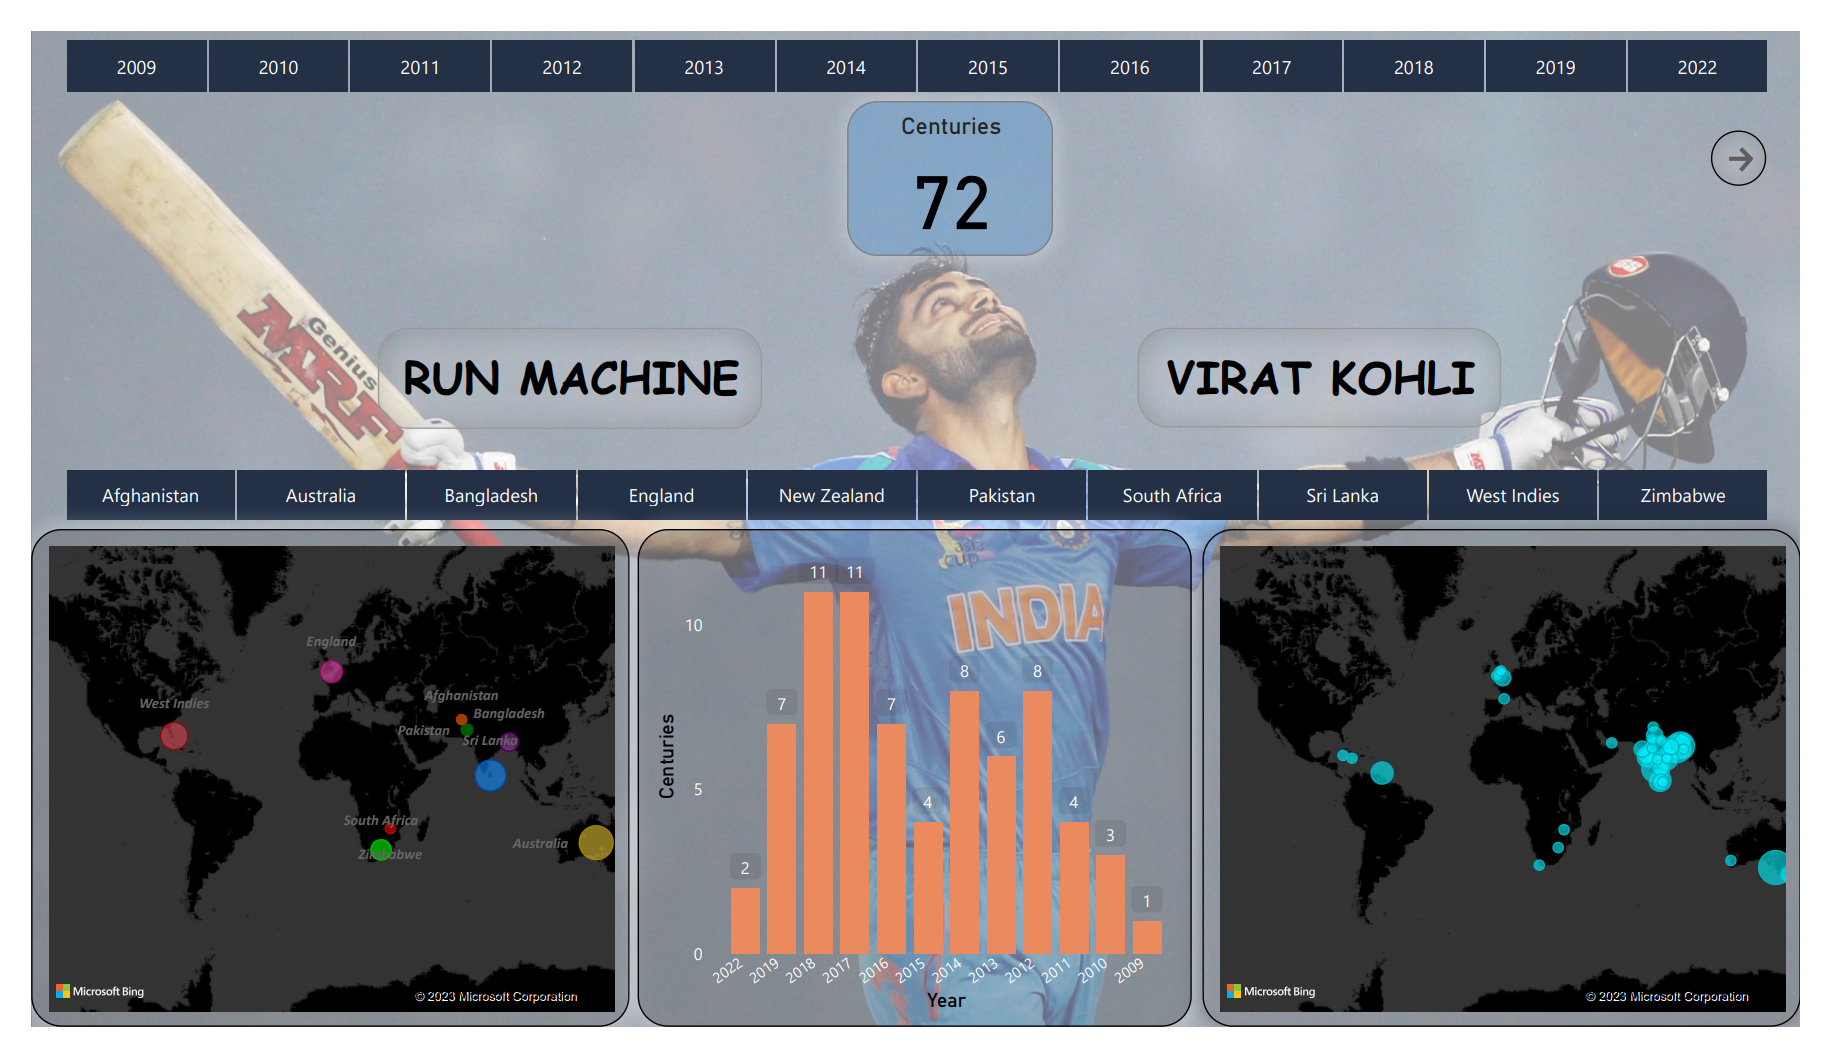 2009 2010 2011 2012 2013 2014 2015 2016 2017 2018 2019 2022
Centuries
72
Genius
MRF
RUN MACHINE
VIRAT KOHLI
Afghanistan Australia Bangladesh England New Zealand Pakistan South Africa Sri Lanka West Indies Zimbabwe
England
West Indies
Afghanistan
Bangladesh
Pakistan
Sri Lanka
South Africa
Zimbabwe
Australia
Microsoft Bing
© 2023 Microsoft Corporation
asia
cup
INDIA
Centuries
10
5
0
2 7 11 11 7 4 8 6 8 4 3 1
2022 2019 2018 2017 2016 2015 2014 2013 2012 2011 2010 2009
Year
Microsoft Bing
© 2023 Microsoft Corporation